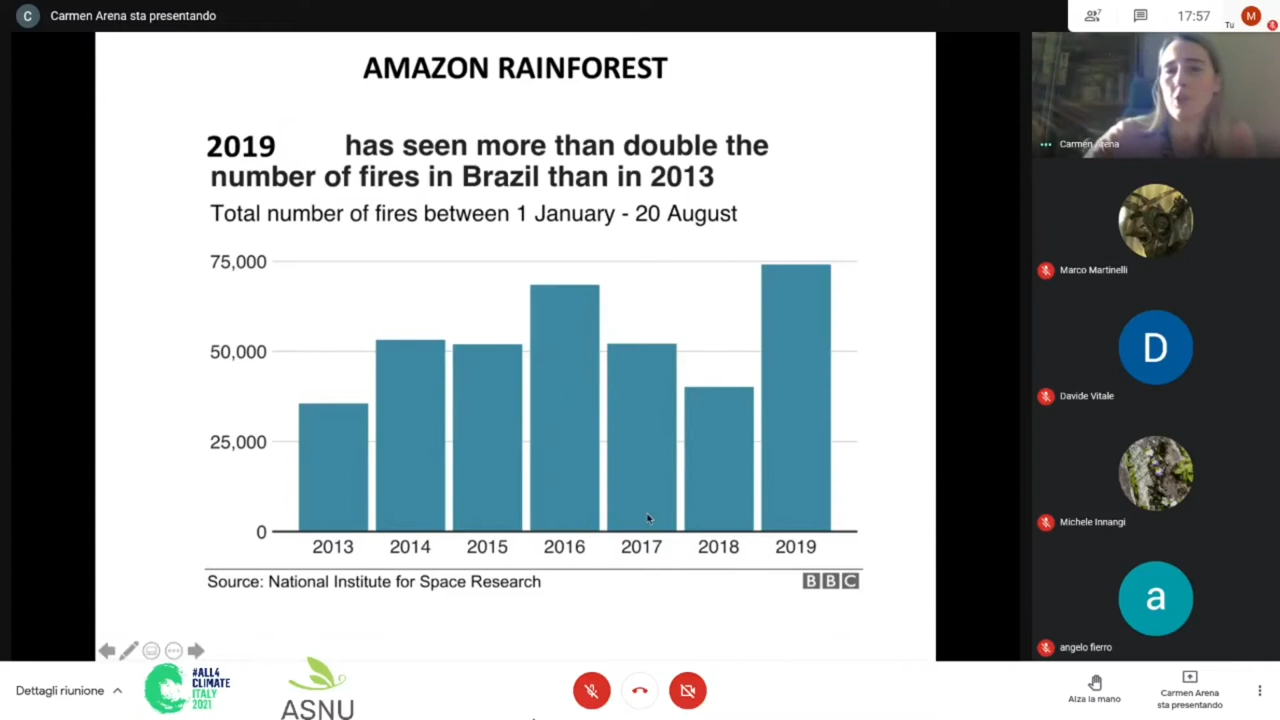 C
Carmen Arena sta presentando
7
17:57
M
Tu
AMAZON RAINFOREST
2019 has seen more than double the
number of fires in Brazil than in 2013
Total number of fires between 1 January - 20 August
75,000
50,000
25,000
0
2013 2014 2015 2016 2017 2018 2019
Source: National Institute for Space Research
BBC
Carmen Arena
Marco Martinelli
D
Davide Vitale
Michele Innangi
a
angelo fierro
Dettagli riunione
#ALL4
CLIMATE
ITALY
2021
ASNU
Alza la mano
Carmen Arena
sta presentando